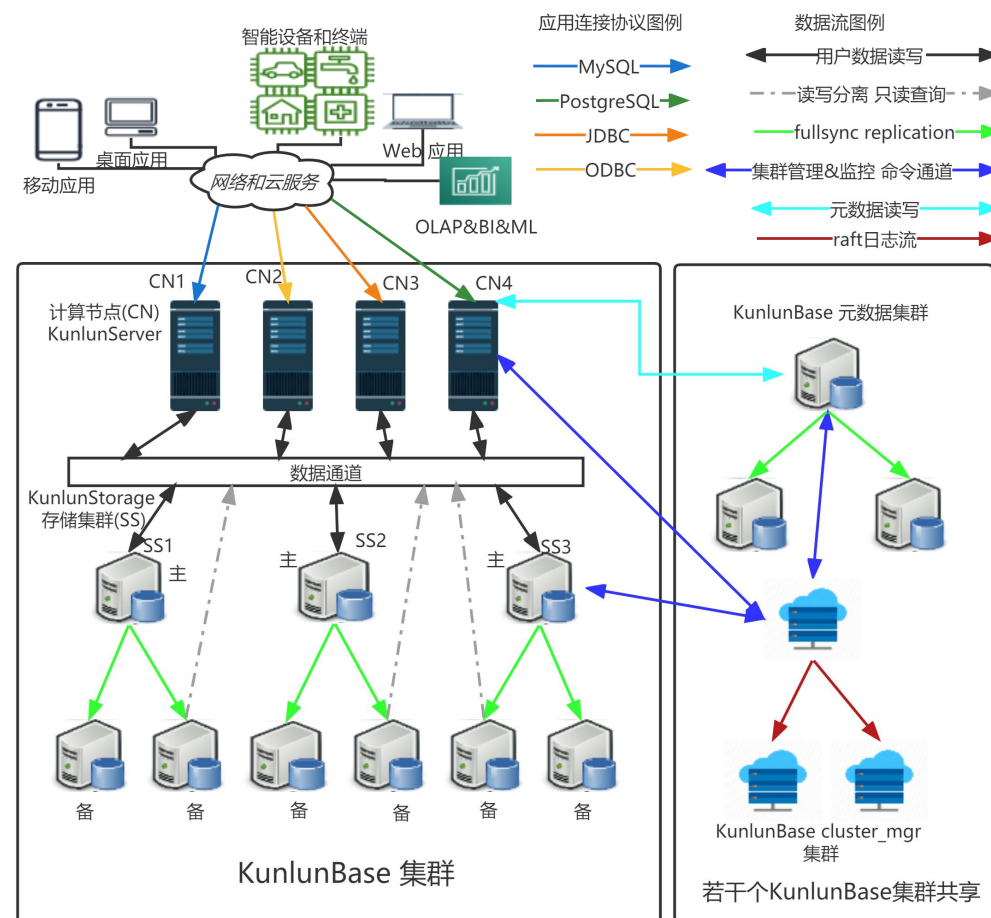 应用连接协议图例
数据流图例
智能设备和终端
MySQL
用户数据读写
PostgreSQL
读写分离 只读查询
JDBC
fullsync replication
ODBC
集群管理&监控 命令通道
元数据读写
raft日志流
桌面应用
Web 应用
移动应用
网络和云服务
OLAP&BI&ML
CN1
CN2
CN3
CN4
计算节点(CN)
KunlunServer
KunlunBase 元数据集群
数据通道
KunlunStorage
存储集群(SS)
SS1
主
SS2
主
SS3
主
备
备
备
备
备
备
KunlunBase cluster_mgr
集群
KunlunBase 集群
若干个KunlunBase集群共享